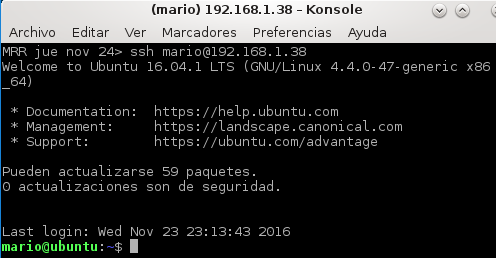 (mario) 192.168.1.38 – Konsole
Archivo Editar Ver Marcadores Preferencias Ayuda
MRR jue nov 24> ssh mario@192.168.1.38
Welcome to Ubuntu 16.04.1 LTS (GNU/Linux 4.4.0-47-generic x86
_64)
* Documentation: https://help.ubuntu.com
* Management: https://landscape.canonical.com
* Support: https://ubuntu.com/advantage
Pueden actualizarse 59 paquetes.
0 actualizaciones son de seguridad.
Last login: Wed Nov 23 23:13:43 2016
mario@ubuntu:~$